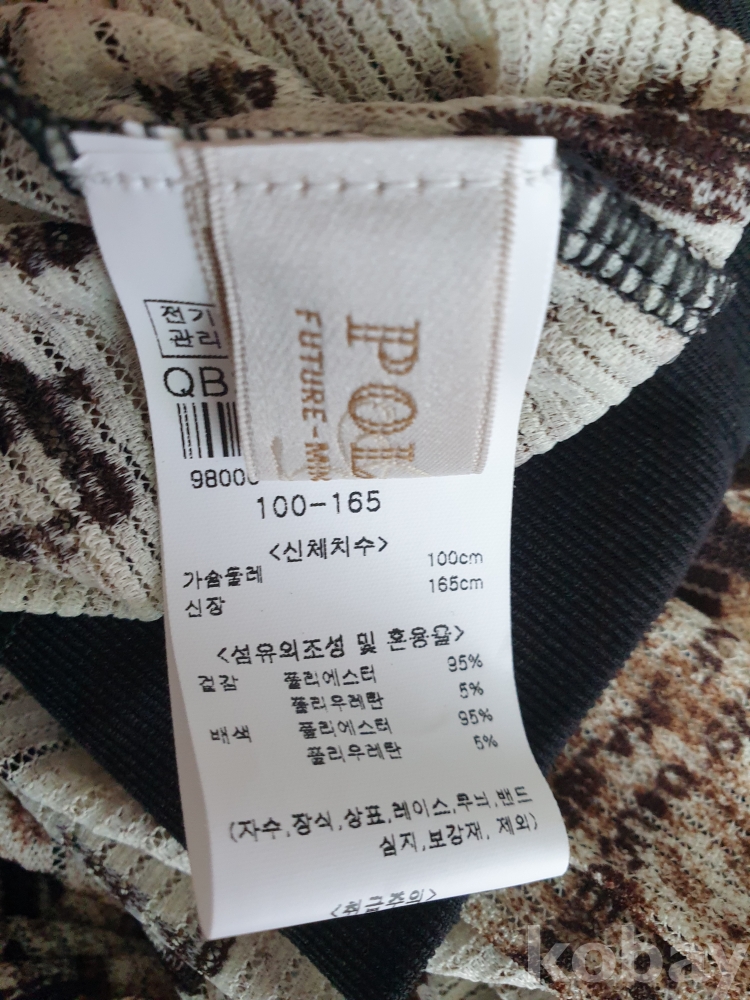 전기
관리
QB
POL
FUTURE-
100-165
<신체치수>
가슴둘레 100cm
신장 165cm
<섬유의조성 및 혼용율>
겉감 폴리에스터 95%
폴리우레탄 5%
배색 폴리에스터 95%
폴리우레탄 5%
(자수,장식,상표,레이스,무늬,밴드
심지,보강재, 제외)
<취급주의>
kobay